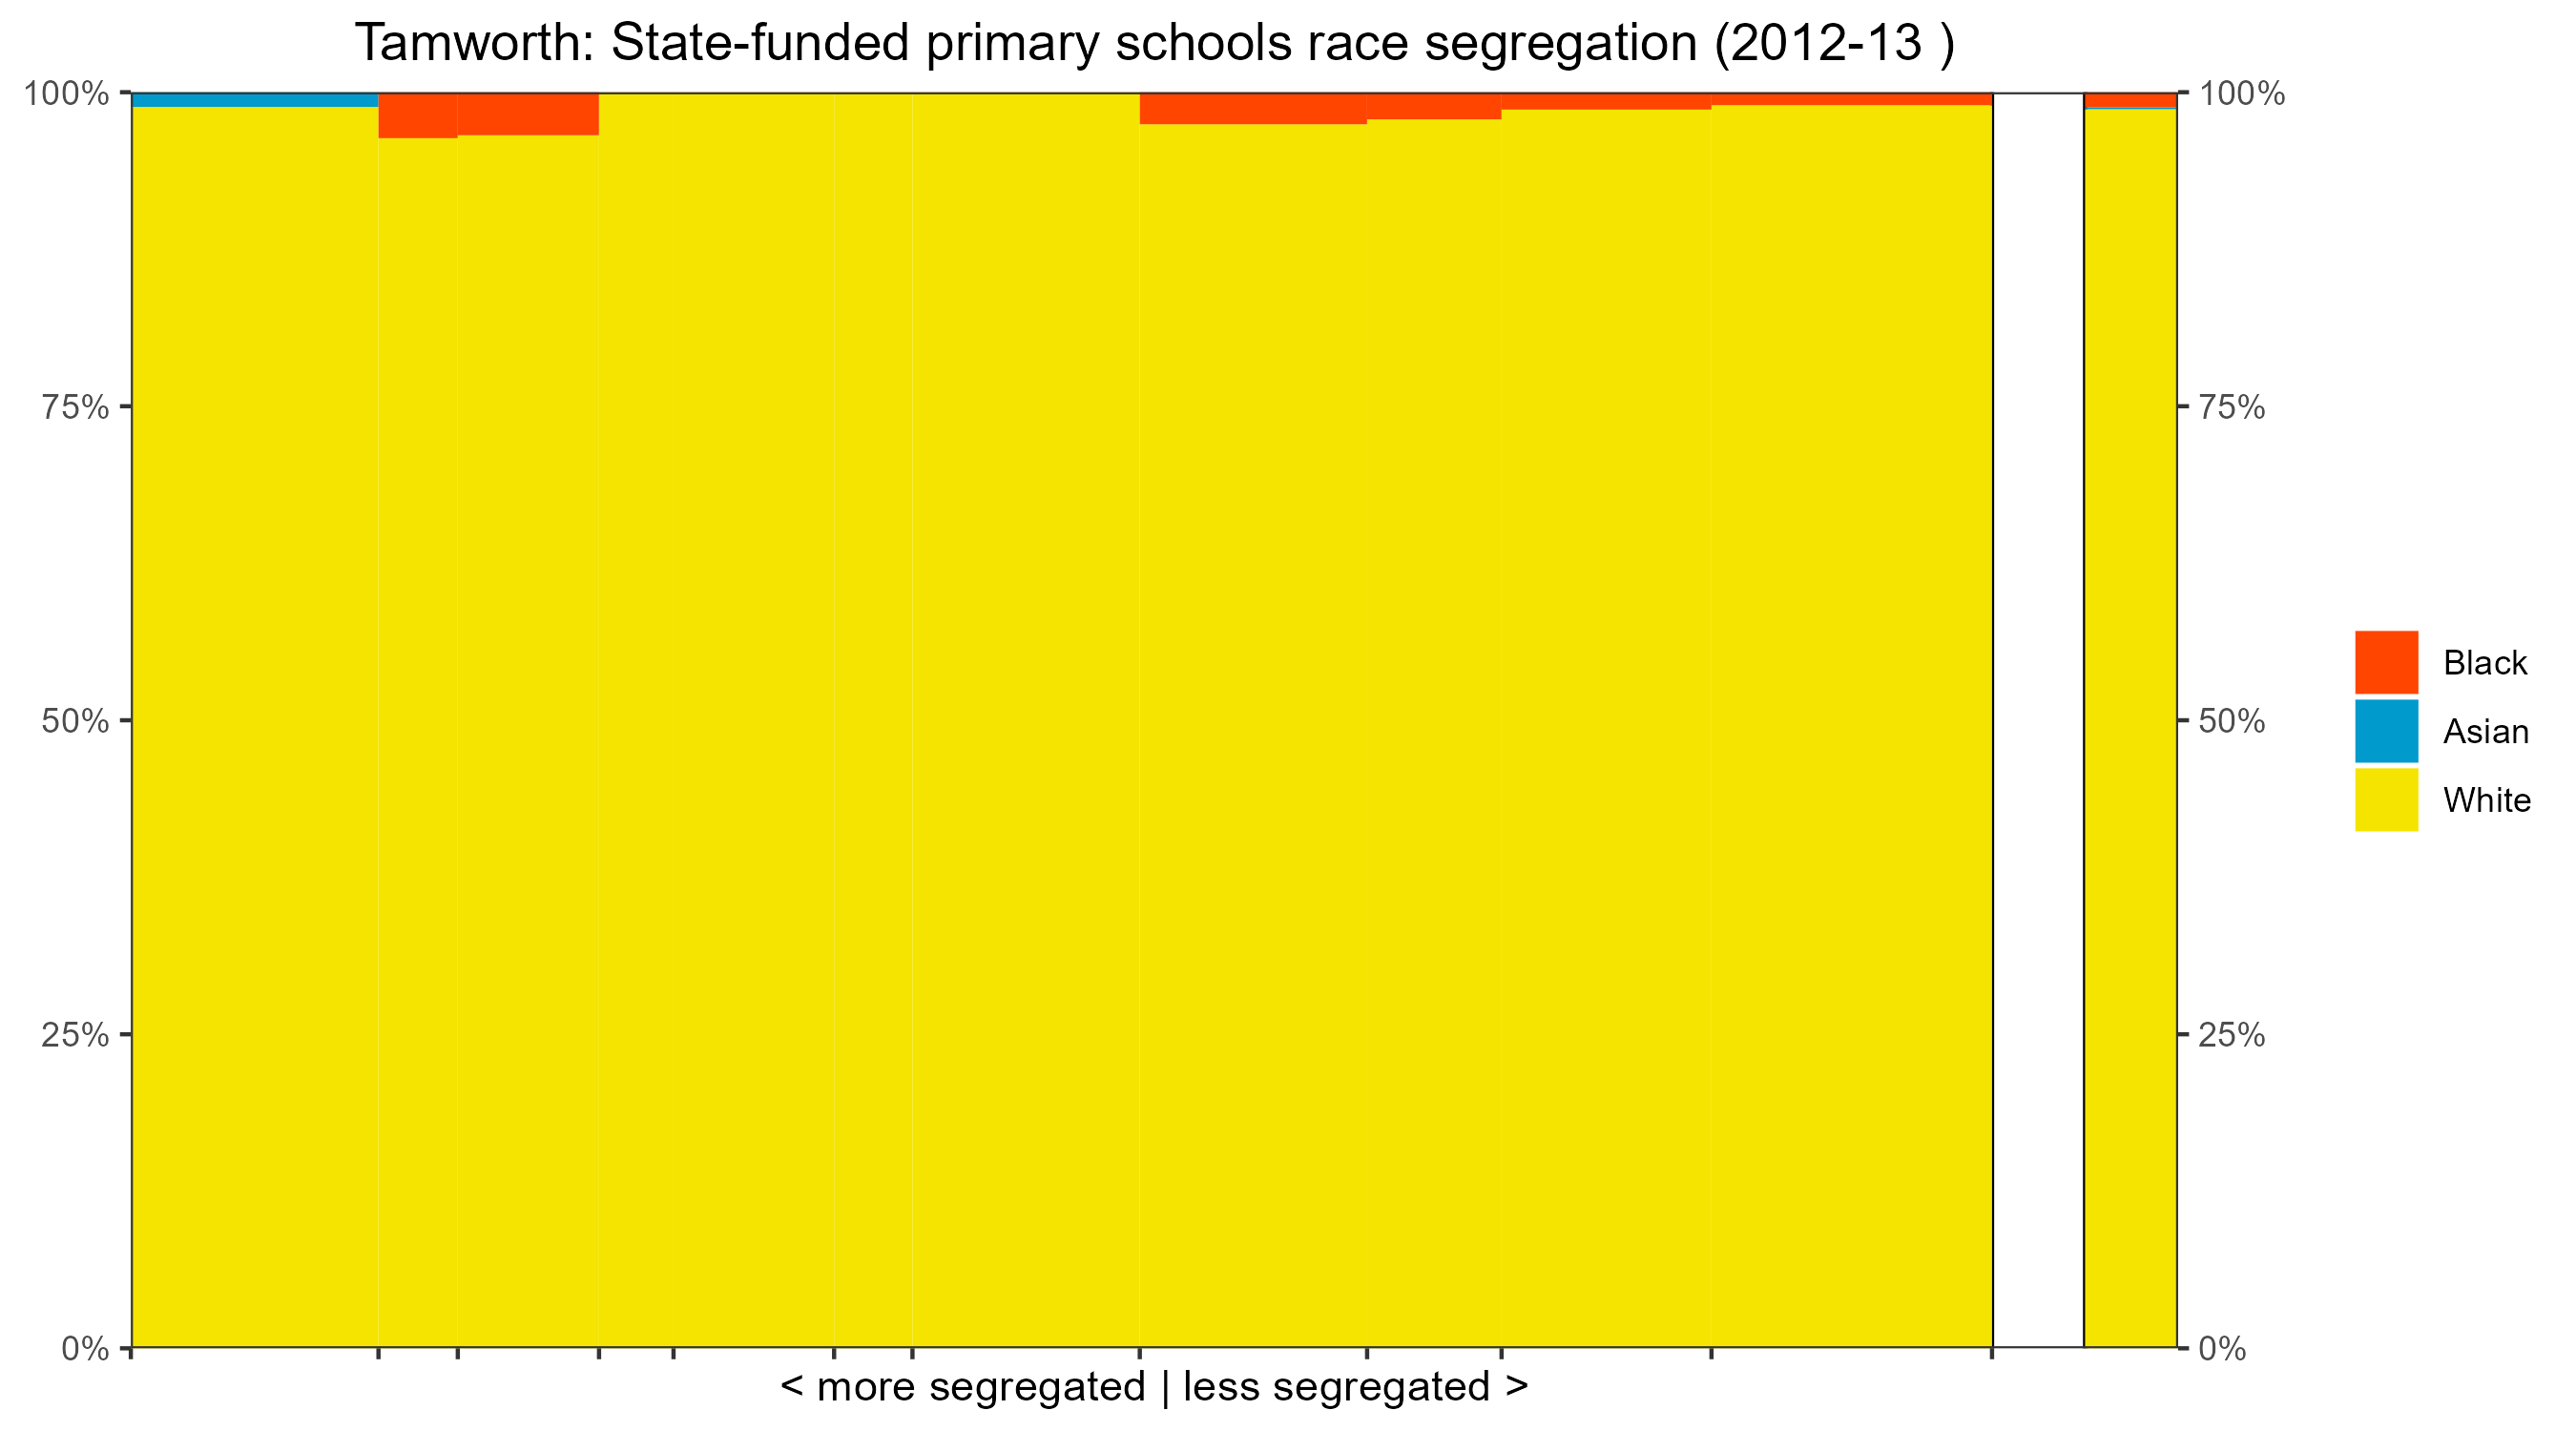 Tamworth: State-funded primary schools race segregation (2012-13 )
100%
75%
50%
25%
0%
100%
75%
50%
25%
0%
< more segregated | less segregated >
Black
Asian
White